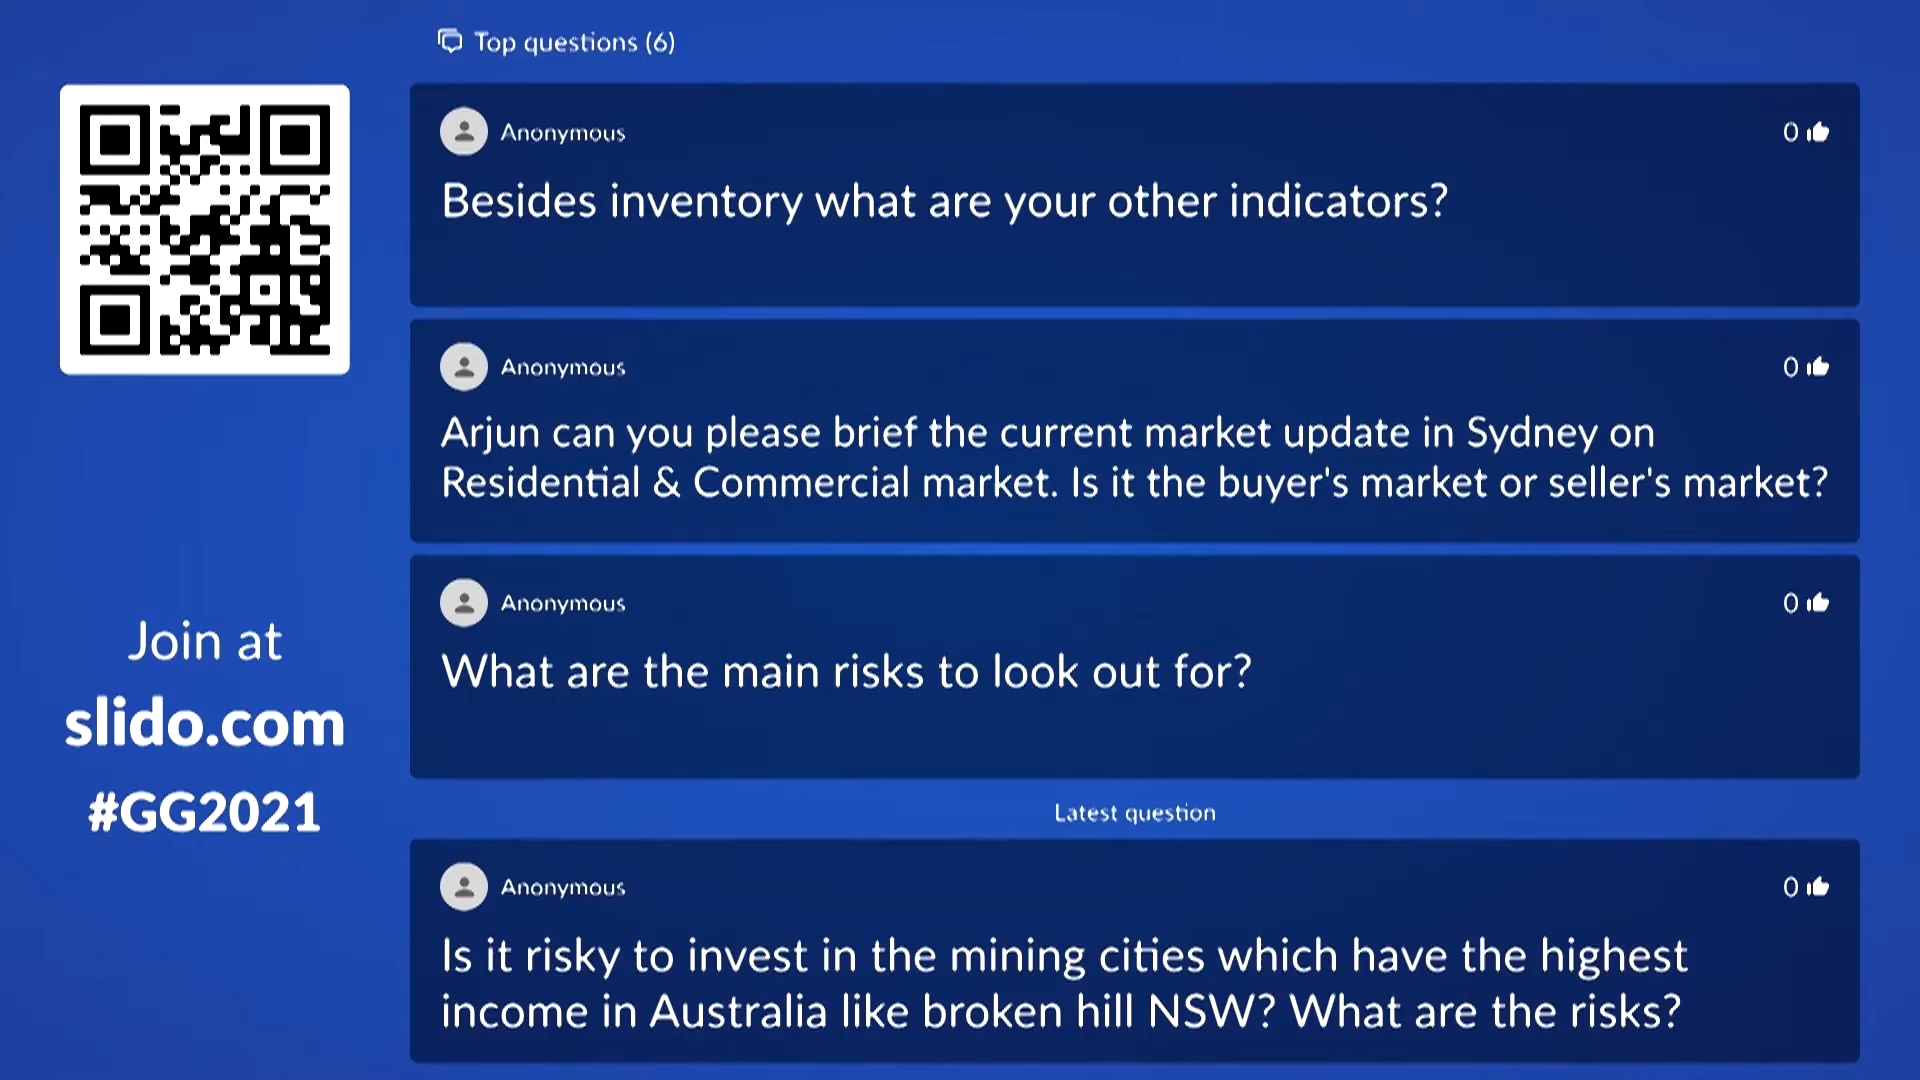 Top questions (6)
Anonymous
0
Besides inventory what are your other indicators?
Anonymous
0
Arjun can you please brief the current market update in Sydney on
Residential & Commercial market. Is it the buyer's market or seller's market?
Anonymous
0
What are the main risks to look out for?
Latest question
Anonymous
0
Is it risky to invest in the mining cities which have the highest
income in Australia like broken hill NSW? What are the risks?
Join at
slido.com
#GG2021